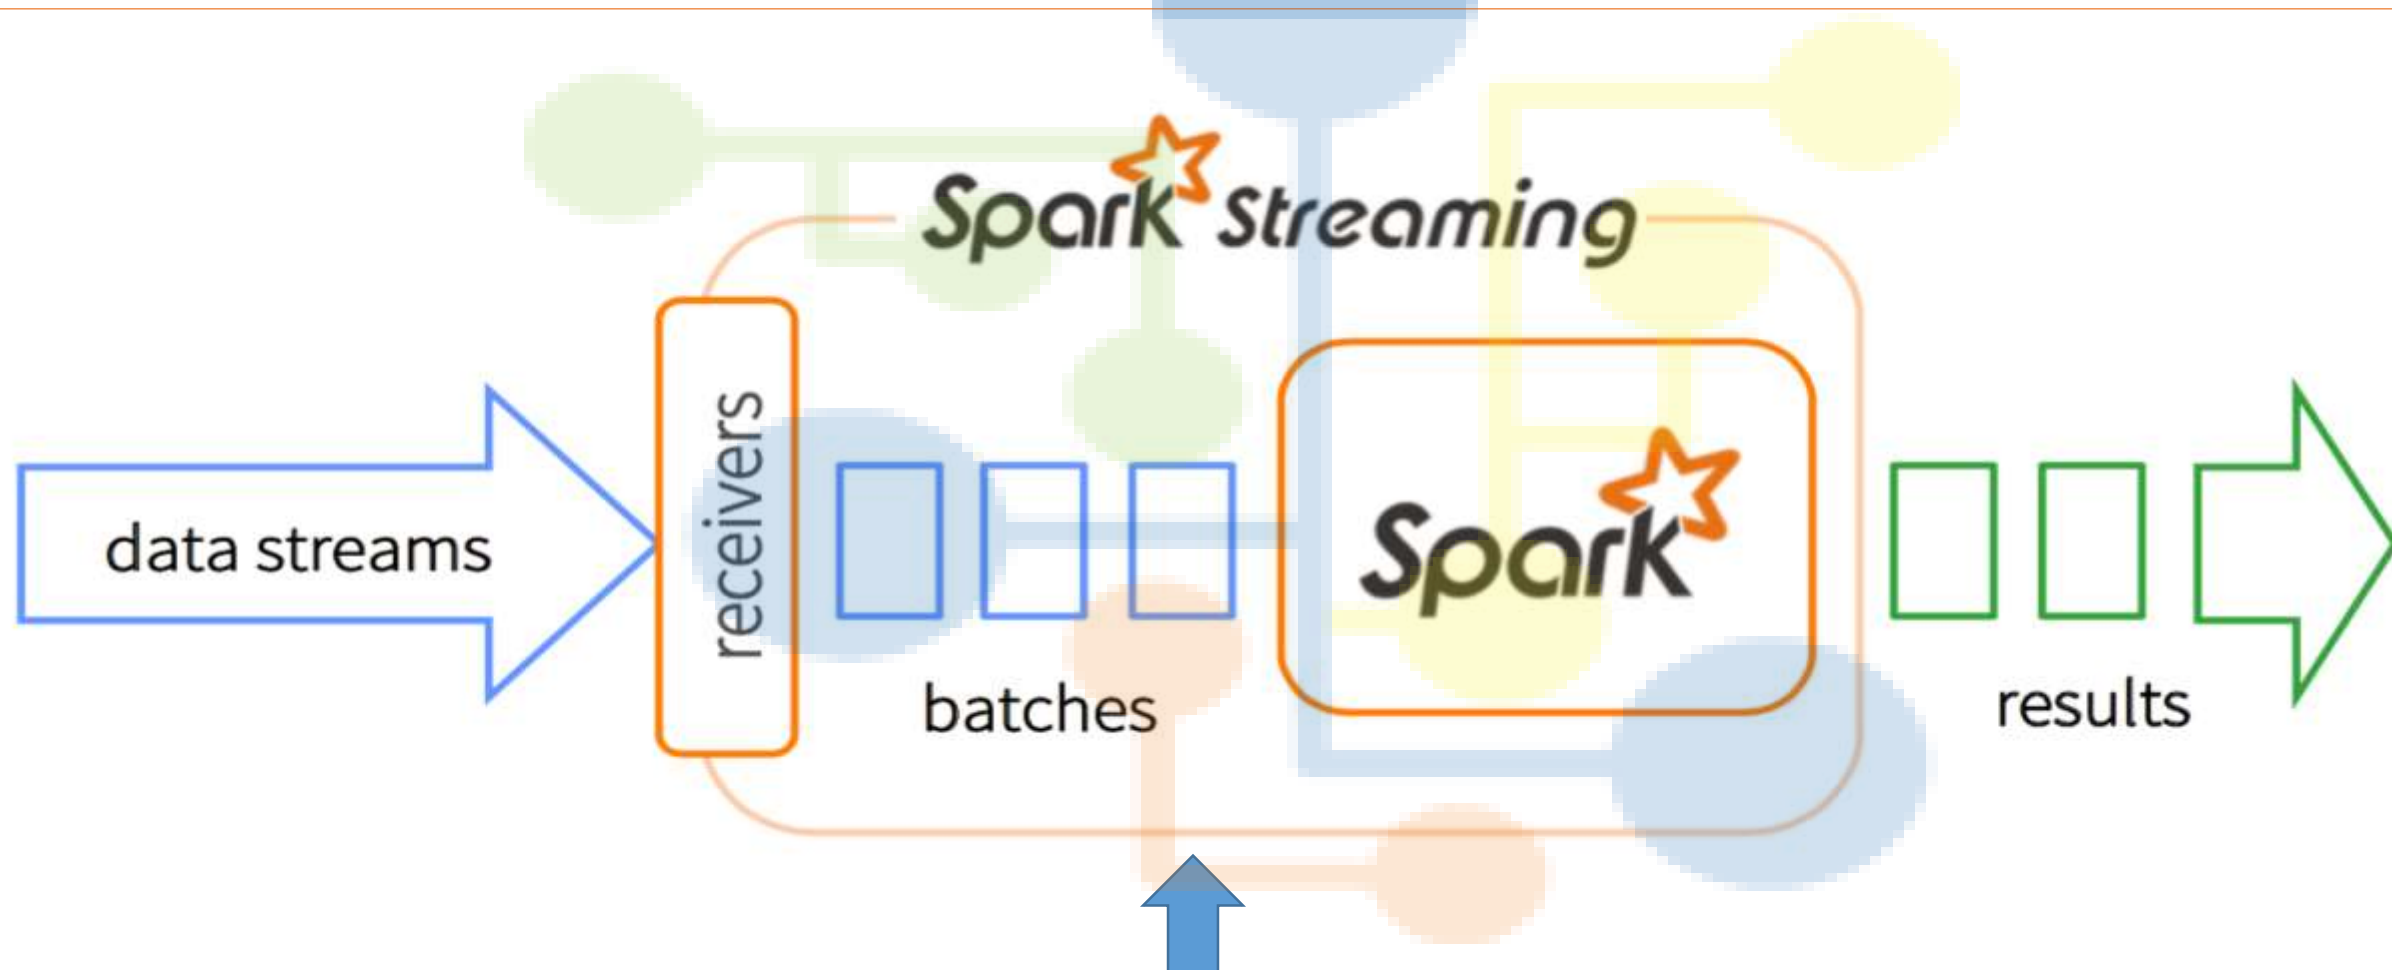 Spark Streaming
receivers
data streams
Spark
batches
results